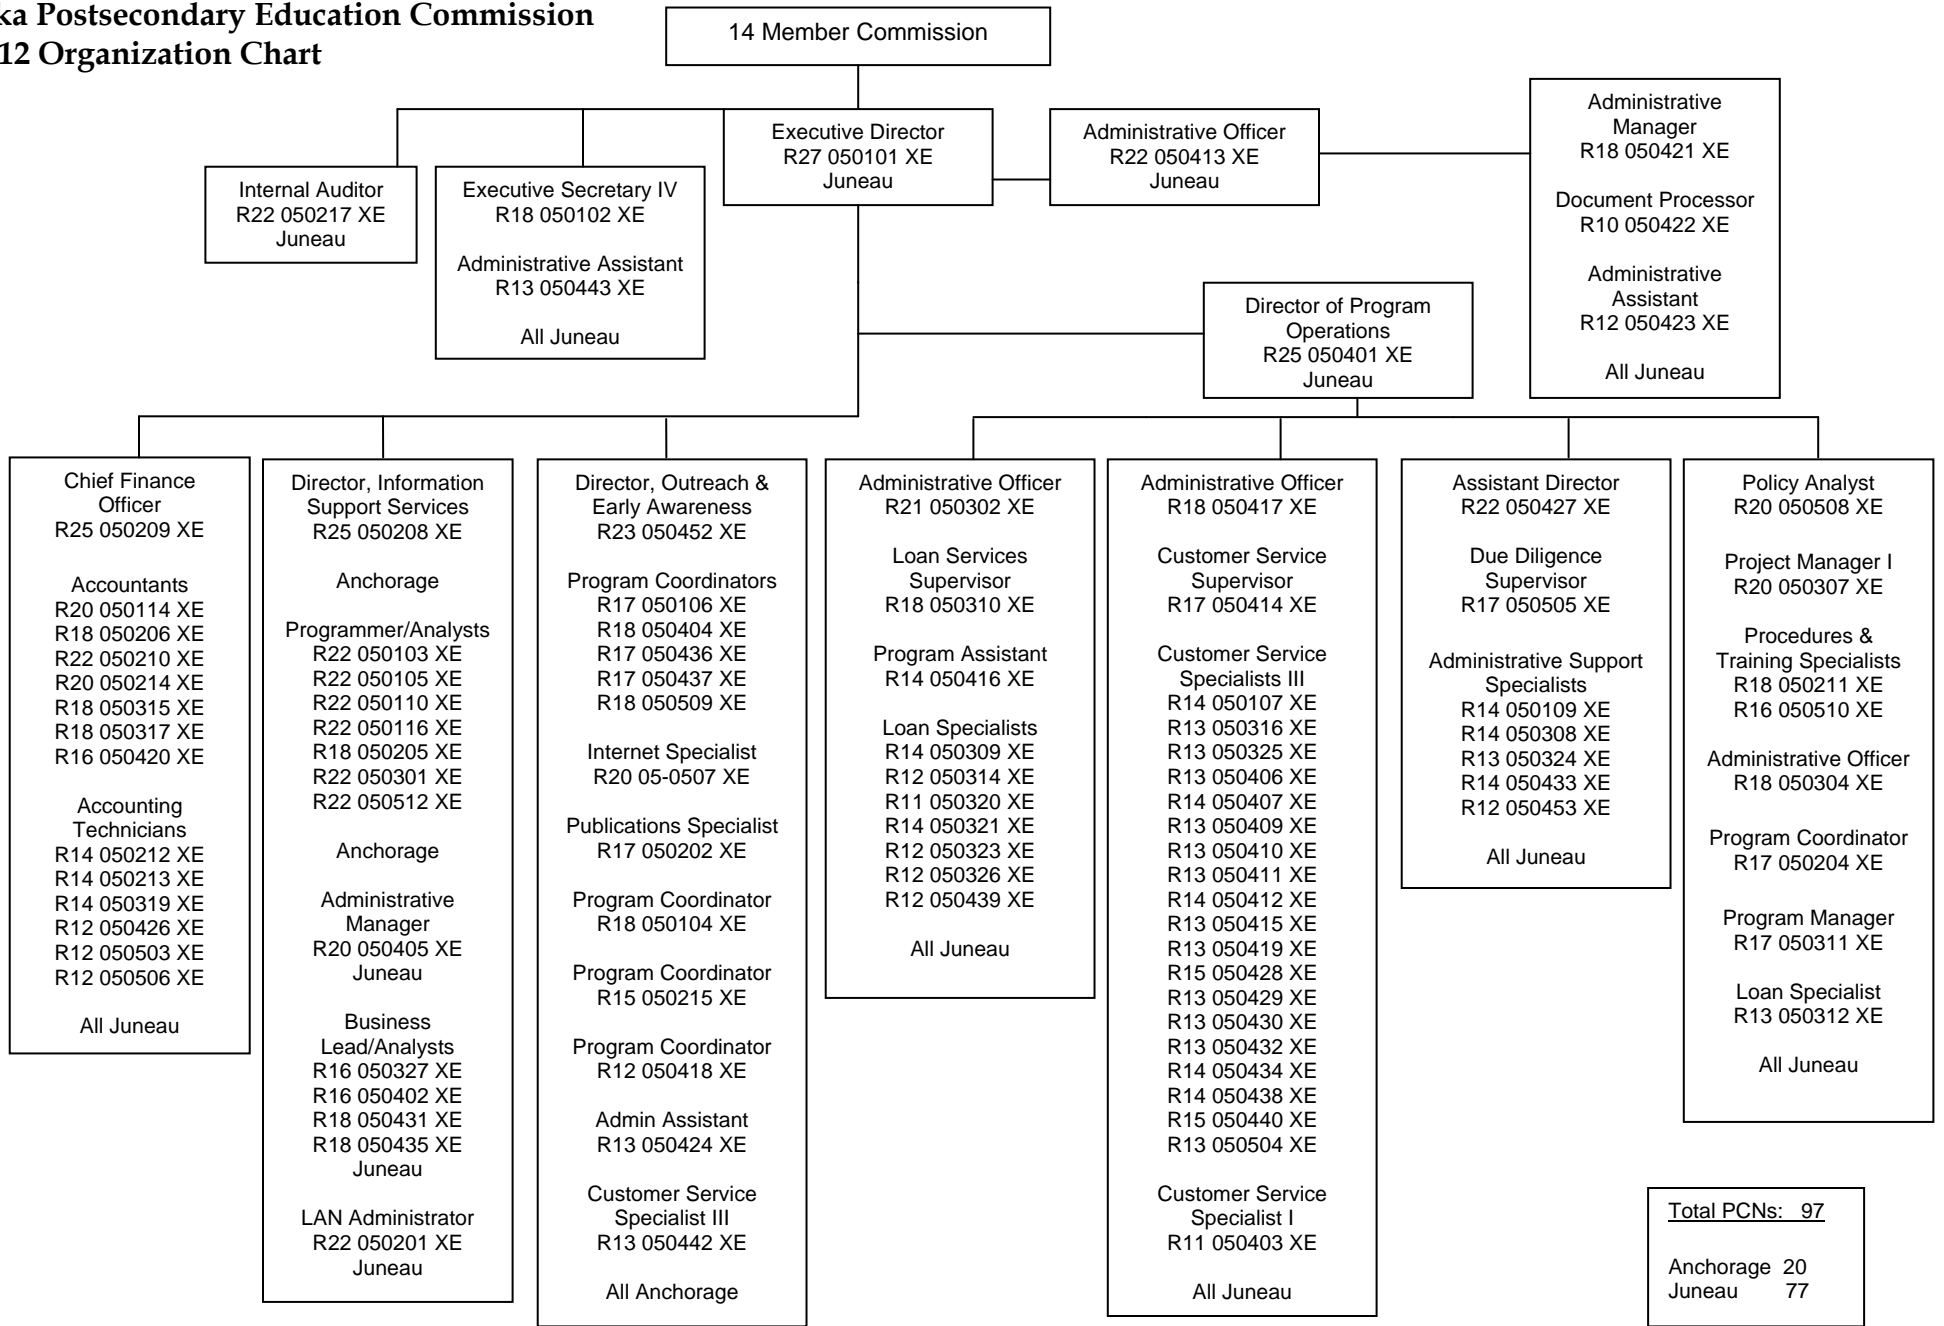 ka Postsecondary Education Commission
12 Organization Chart
14 Member Commission
Executive Director
R27 050101 XE
Juneau
Administrative Officer
R22 050413 XE
Juneau
Administrative
Manager
R18 050421 XE
Document Processor
R10 050422 XE
Administrative
Assistant
R12 050423 XE
All Juneau
Internal Auditor
R22 050217 XE
Juneau
Executive Secretary IV
R18 050102 XE
Administrative Assistant
R13 050443 XE
All Juneau
Director of Program
Operations
R25 050401 XE
Juneau
Chief Finance
Officer
R25 050209 XE
Accountants
R20 050114 XE
R18 050206 XE
R22 050210 XE
R20 050214 XE
R18 050315 XE
R18 050317 XE
R16 050420 XE
Accounting
Technicians
R14 050212 XE
R14 050213 XE
R14 050319 XE
R12 050426 XE
R12 050503 XE
R12 050506 XE
All Juneau
Director, Information
Support Services
R25 050208 XE
Anchorage
Programmer/Analysts
R22 050103 XE
R22 050105 XE
R22 050110 XE
R22 050116 XE
R18 050205 XE
R22 050301 XE
R22 050512 XE
Anchorage
Administrative
Manager
R20 050405 XE
Juneau
Business
Lead/Analysts
R16 050327 XE
R16 050402 XE
R18 050431 XE
R18 050435 XE
Juneau
LAN Administrator
R22 050201 XE
Juneau
Director, Outreach &
Early Awareness
R23 050452 XE
Program Coordinators
R17 050106 XE
R18 050404 XE
R17 050436 XE
R17 050437 XE
R18 050509 XE
Internet Specialist
R20 05-0507 XE
Publications Specialist
R17 050202 XE
Program Coordinator
R18 050104 XE
Program Coordinator
R15 050215 XE
Program Coordinator
R12 050418 XE
Admin Assistant
R13 050424 XE
Customer Service
Specialist III
R13 050442 XE
All Anchorage
Administrative Officer
R21 050302 XE
Loan Services
Supervisor
R18 050310 XE
Program Assistant
R14 050416 XE
Loan Specialists
R14 050309 XE
R12 050314 XE
R11 050320 XE
R14 050321 XE
R12 050323 XE
R12 050326 XE
R12 050439 XE
All Juneau
Administrative Officer
R18 050417 XE
Customer Service
Supervisor
R17 050414 XE
Customer Service
Specialists III
R14 050107 XE
R13 050316 XE
R13 050325 XE
R13 050406 XE
R14 050407 XE
R13 050409 XE
R13 050410 XE
R13 050411 XE
R14 050412 XE
R13 050415 XE
R13 050419 XE
R15 050428 XE
R13 050429 XE
R13 050430 XE
R13 050432 XE
R14 050434 XE
R14 050438 XE
R15 050440 XE
R13 050504 XE
Customer Service
Specialist I
R11 050403 XE
All Juneau
Assistant Director
R22 050427 XE
Due Diligence
Supervisor
R17 050505 XE
Administrative Support
Specialists
R14 050109 XE
R14 050308 XE
R13 050324 XE
R14 050433 XE
R12 050453 XE
All Juneau
Policy Analyst
R20 050508 XE
Project Manager I
R20 050307 XE
Procedures &
Training Specialists
R18 050211 XE
R16 050510 XE
Administrative Officer
R18 050304 XE
Program Coordinator
R17 050204 XE
Program Manager
R17 050311 XE
Loan Specialist
R13 050312 XE
All Juneau
Total PCNs: 97
Anchorage 20
Juneau 77